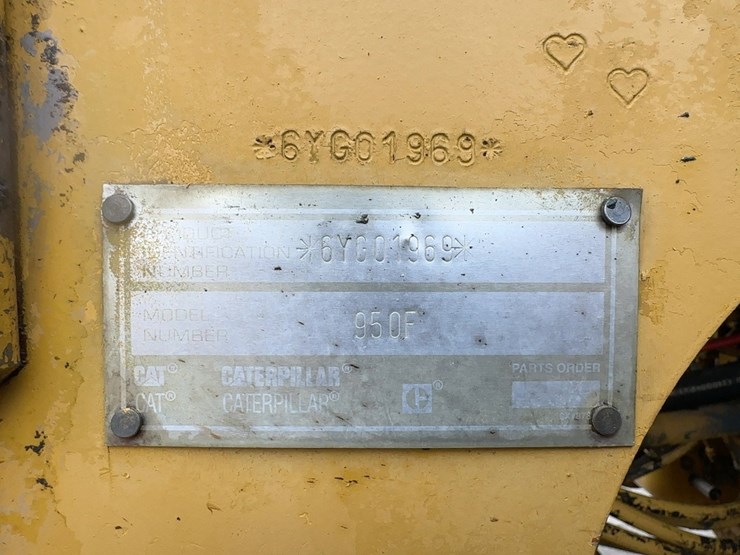 *6YG01969*
PRODUCT
IDENTIFICATION *6YG01969*
NUMBER
MODEL
NUMBER 950F
CAT® CATERPILLAR®
CAT® CATERPILLAR®
PARTS ORDER